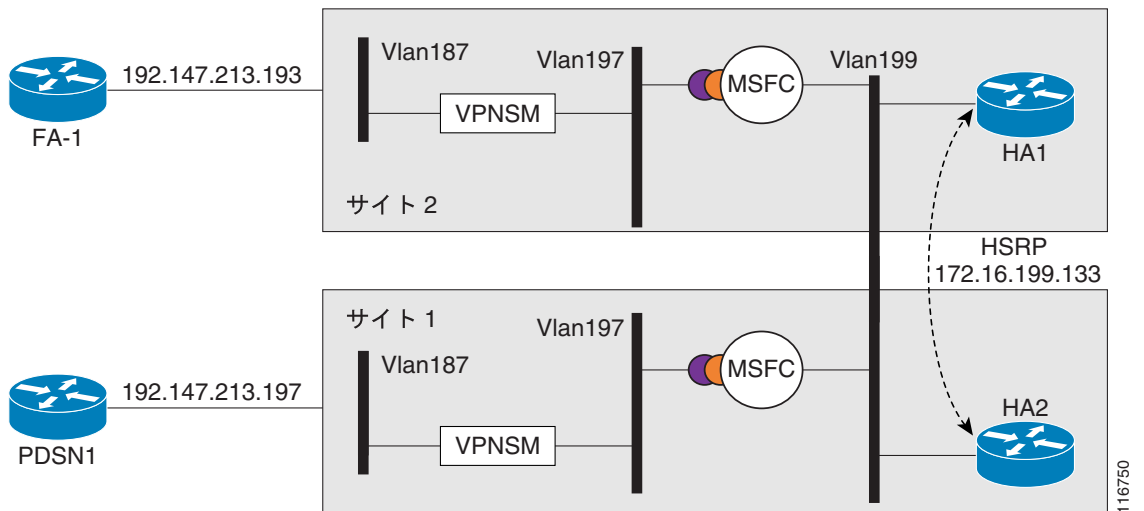 Vlan187
Vlan197
Vlan199
192.147.213.193
MSFC
VPNSM
FA-1
HA1
サイト 2
HSRP
172.16.199.133
サイト 1
Vlan197
Vlan187
MSFC
192.147.213.197
HA2
VPNSM
PDSN1
116750